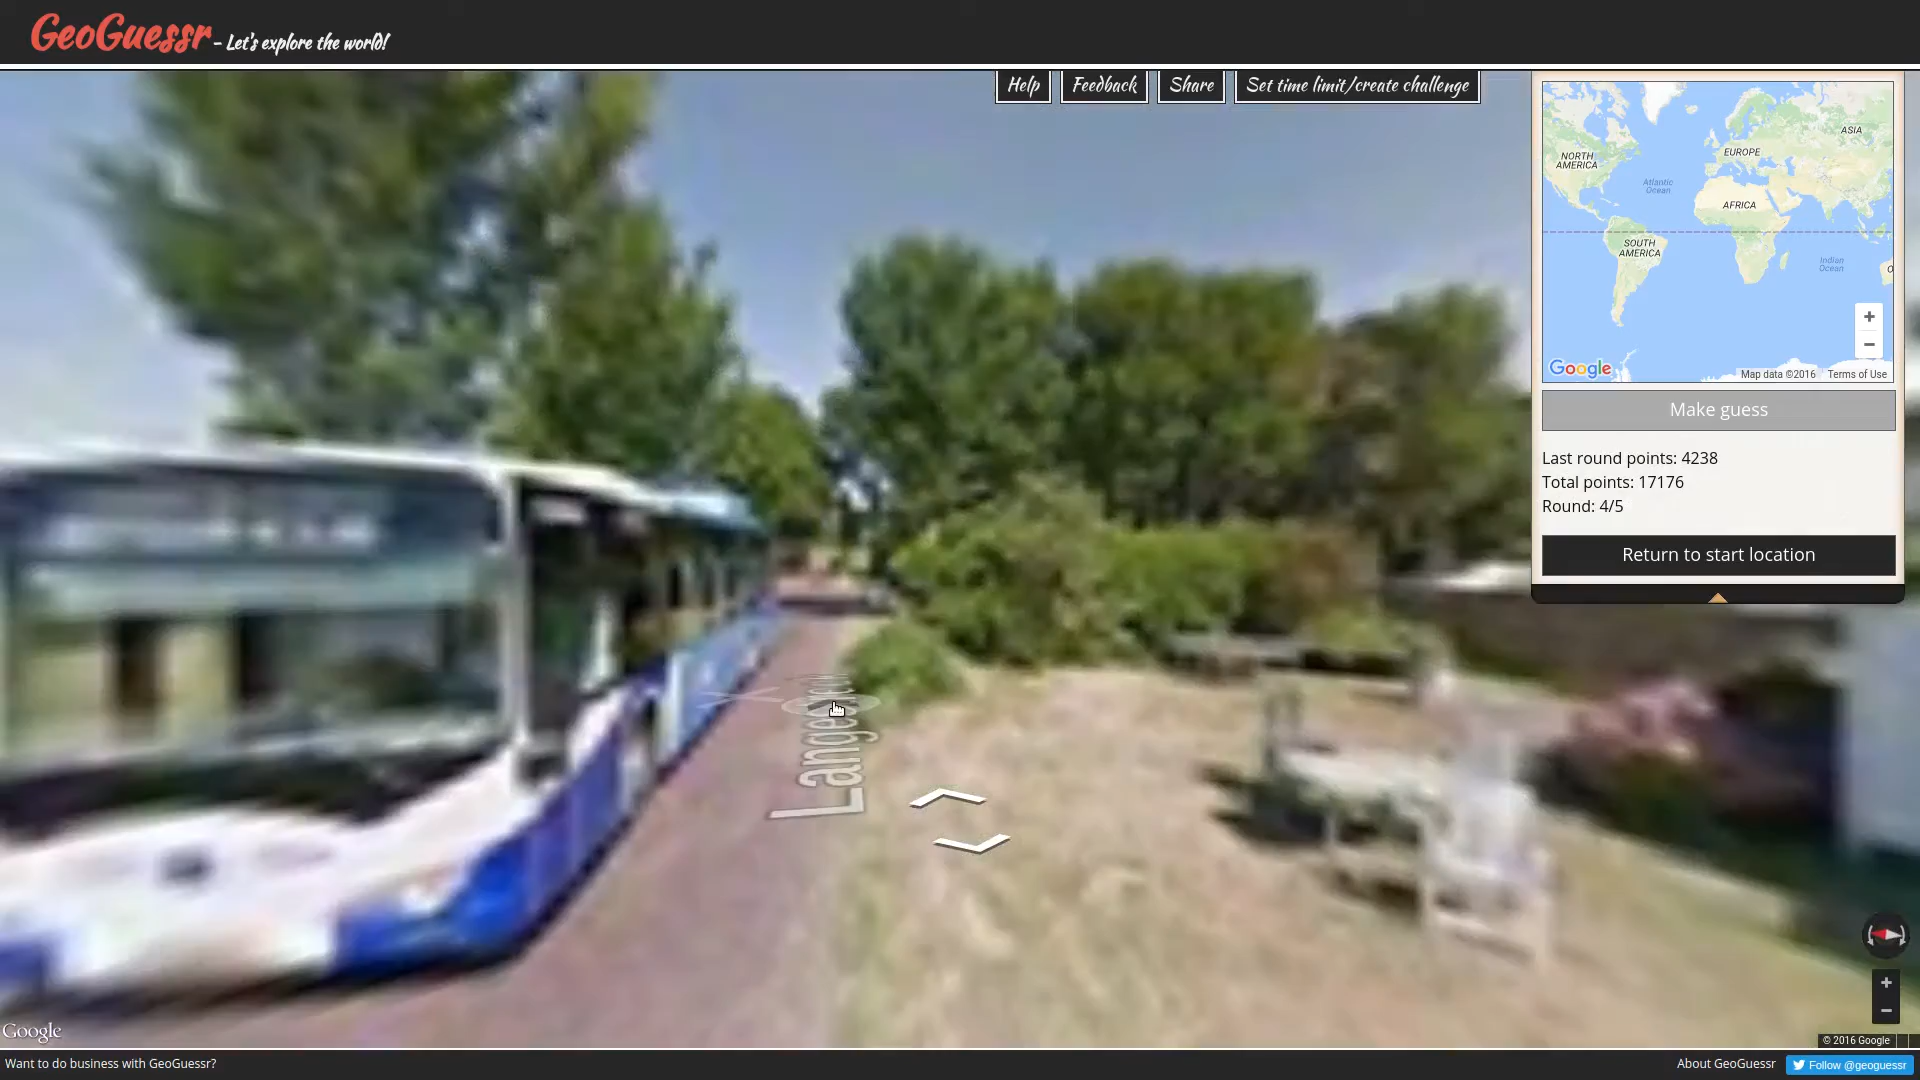 GeoGuessr - Let's explore the world!
Help
Feedback
Share
Set time limit/create challenge
NORTH AMERICA
Atlantic Ocean
EUROPE
ASIA
AFRICA
SOUTH AMERICA
Indian Ocean
O
+
−
Google
Map data ©2016
Terms of Use
Make guess
Last round points: 4238
Total points: 17176
Round: 4/5
Return to start location
+
−
Google
© 2016 Google
Want to do business with GeoGuessr?
About GeoGuessr
Follow @geoguessr